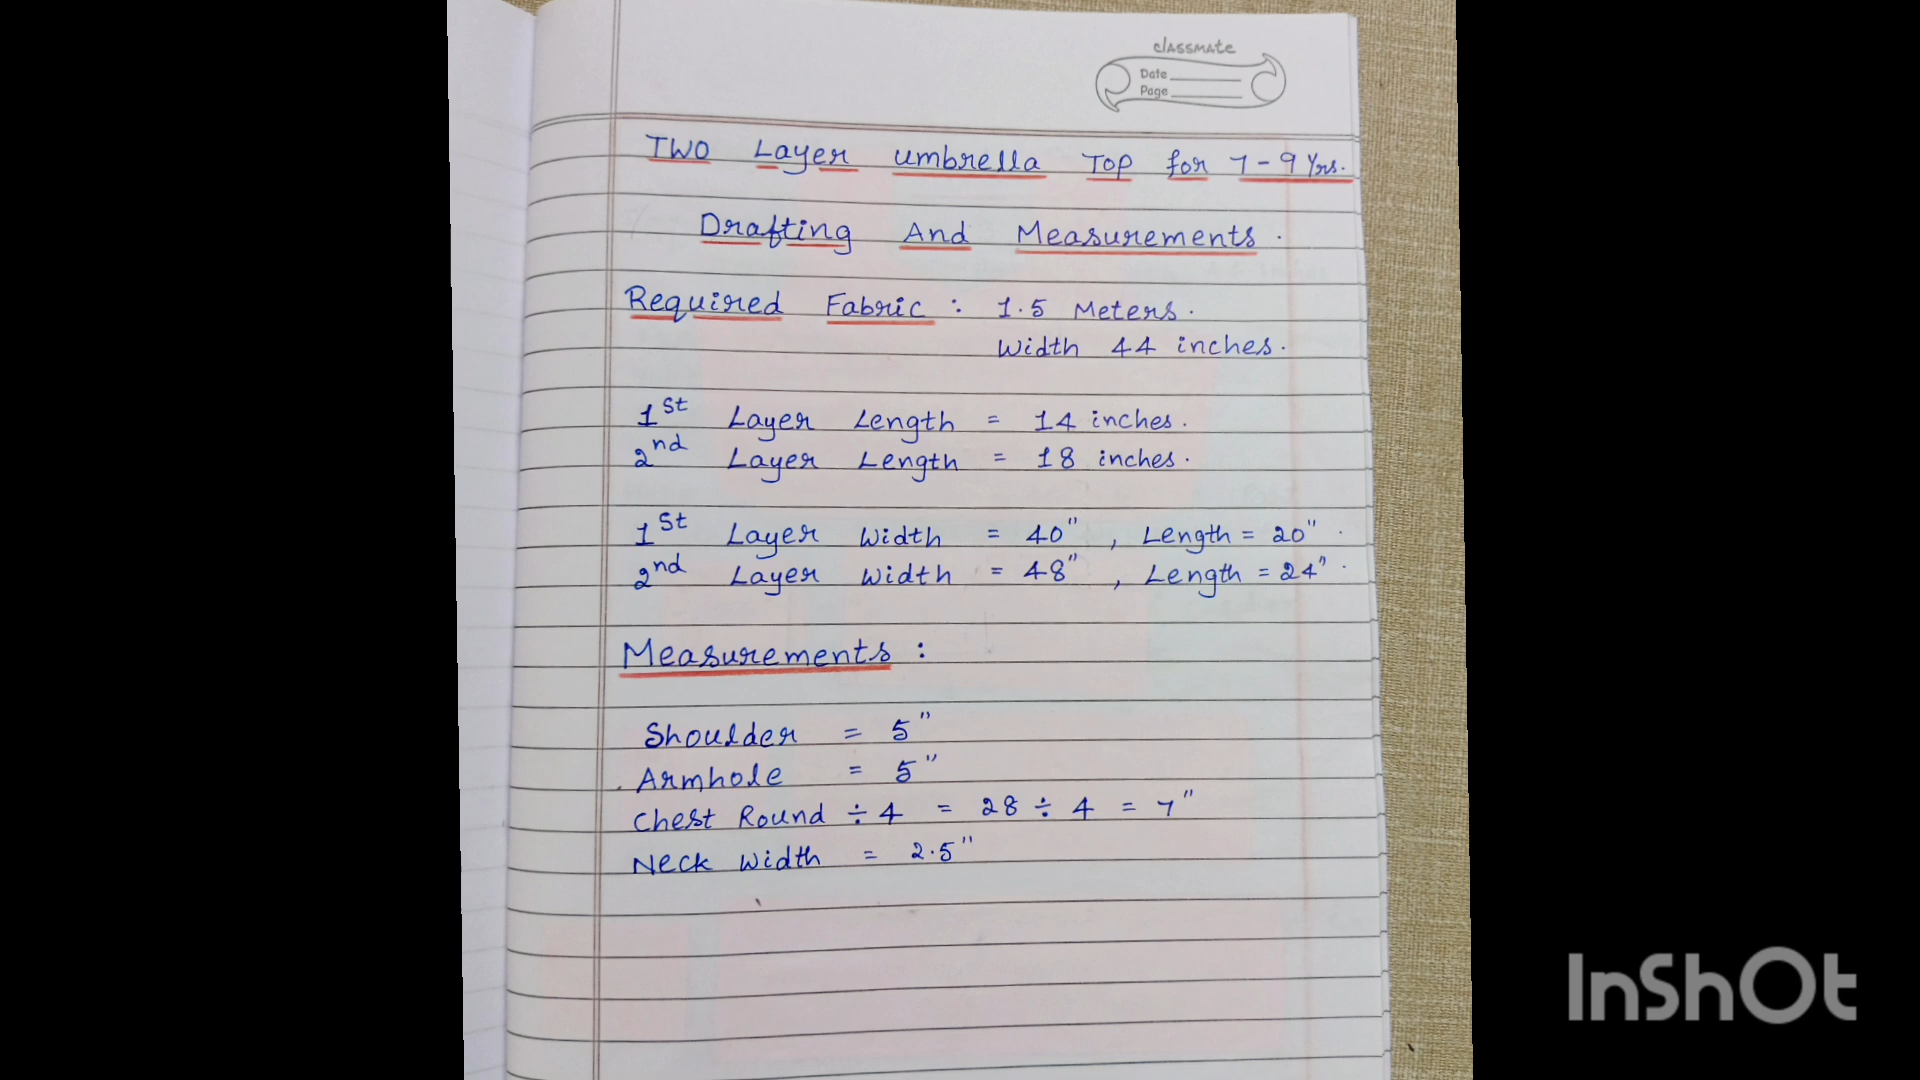 classmate
Date
Page
Two Layer umbrella Top for 7-9 Yrs.
Drafting And Measurements.
Required Fabric : 1.5 Meters.
Width 44 inches.
1st Layer Length = 14 inches.
2nd Layer Length = 18 inches.
1st Layer Width = 40", Length = 20".
2nd Layer Width = 48", Length = 24".
Measurements :
Shoulder = 5"
Armhole = 5"
Chest Round ÷ 4 = 28 ÷ 4 = 7"
Neck Width = 2.5"
InShOt